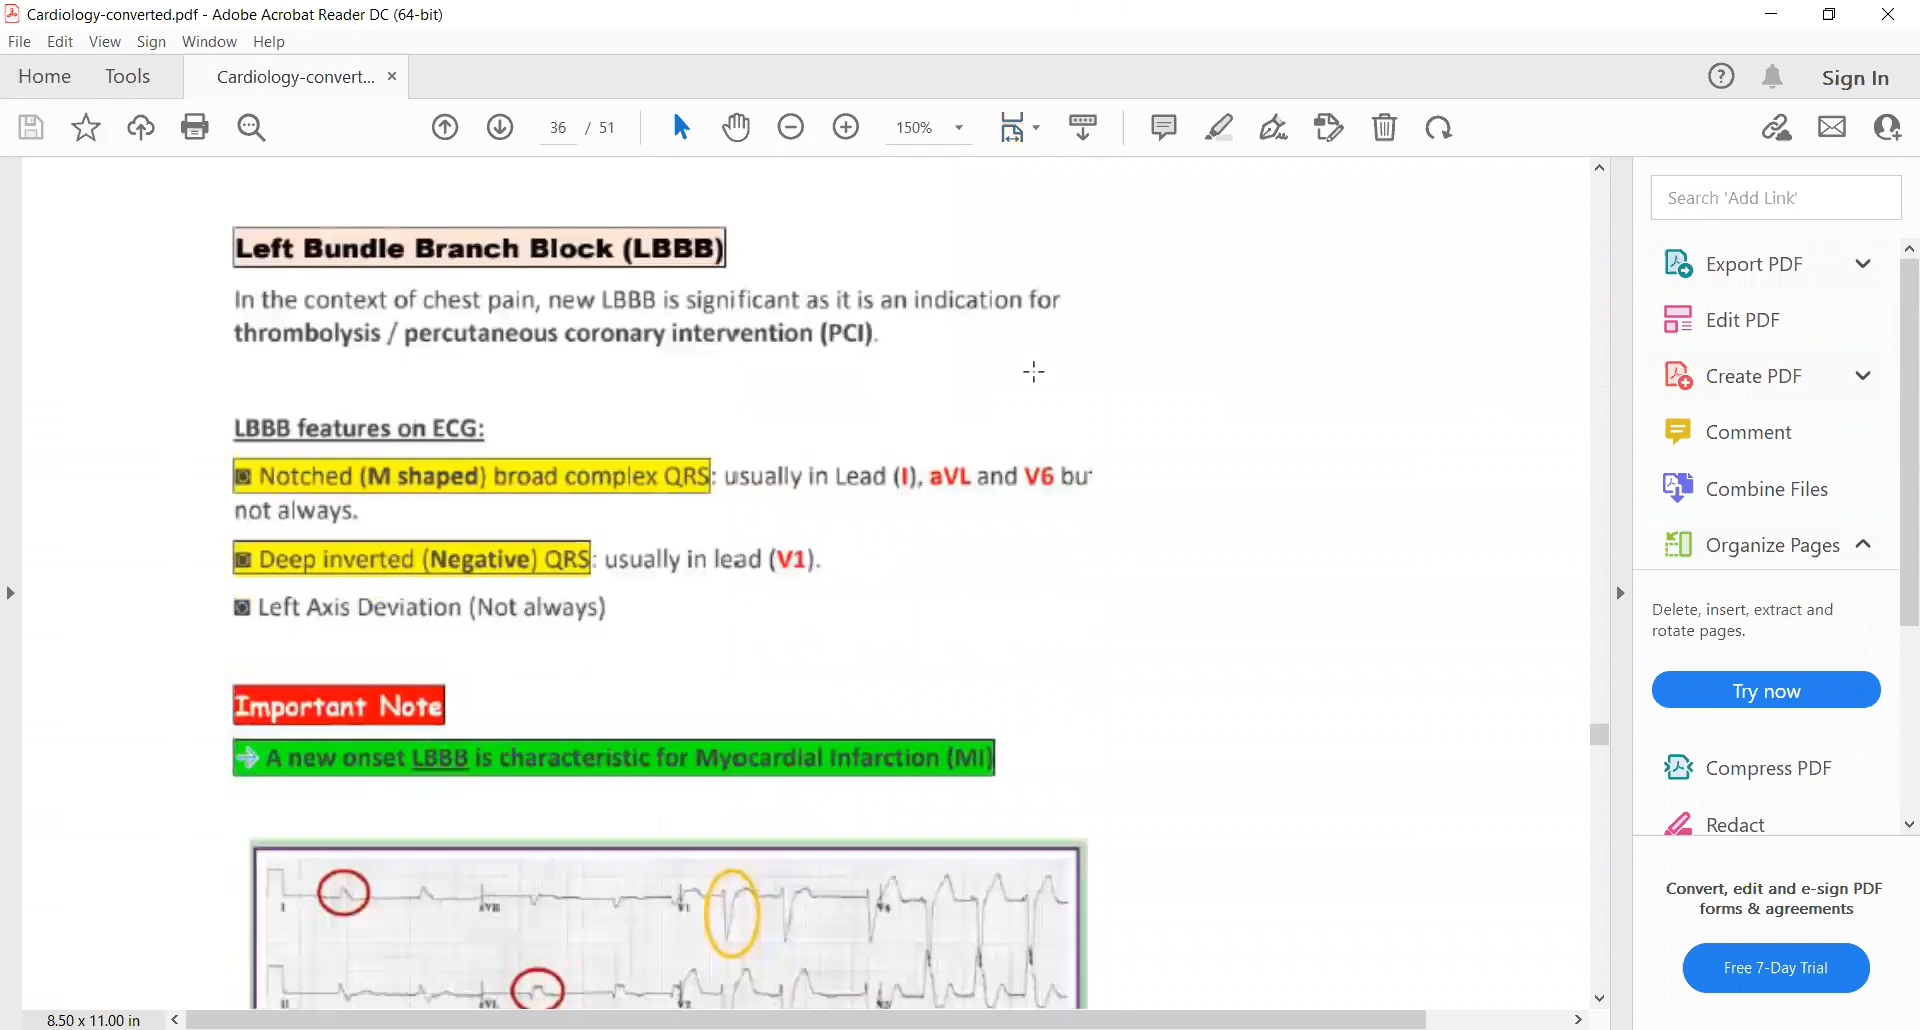 Cardiology-converted.pdf - Adobe Acrobat Reader DC (64-bit)
File Edit View Sign Window Help
Home Tools Cardiology-convert... × Sign In
36 / 51 150%
Search 'Add Link'
Left Bundle Branch Block (LBBB)
In the context of chest pain, new LBBB is significant as it is an indication for
thrombolysis / percutaneous coronary intervention (PCI).
LBBB features on ECG:
Notched (M shaped) broad complex QRS: usually in Lead (I), aVL and V6
not always.
Deep inverted (Negative) QRS: usually in lead (V1).
Left Axis Deviation (Not always)
Important Note
A new onset LBBB is characteristic for Myocardial Infarction (MI)
I aVR V1
II aVL V2
8.50 x 11.00 in
Export PDF
Edit PDF
Create PDF
Comment
Combine Files
Organize Pages
Delete, insert, extract and
rotate pages.
Try now
Compress PDF
Redact
Convert, edit and e-sign PDF
forms & agreements
Free 7-Day Trial